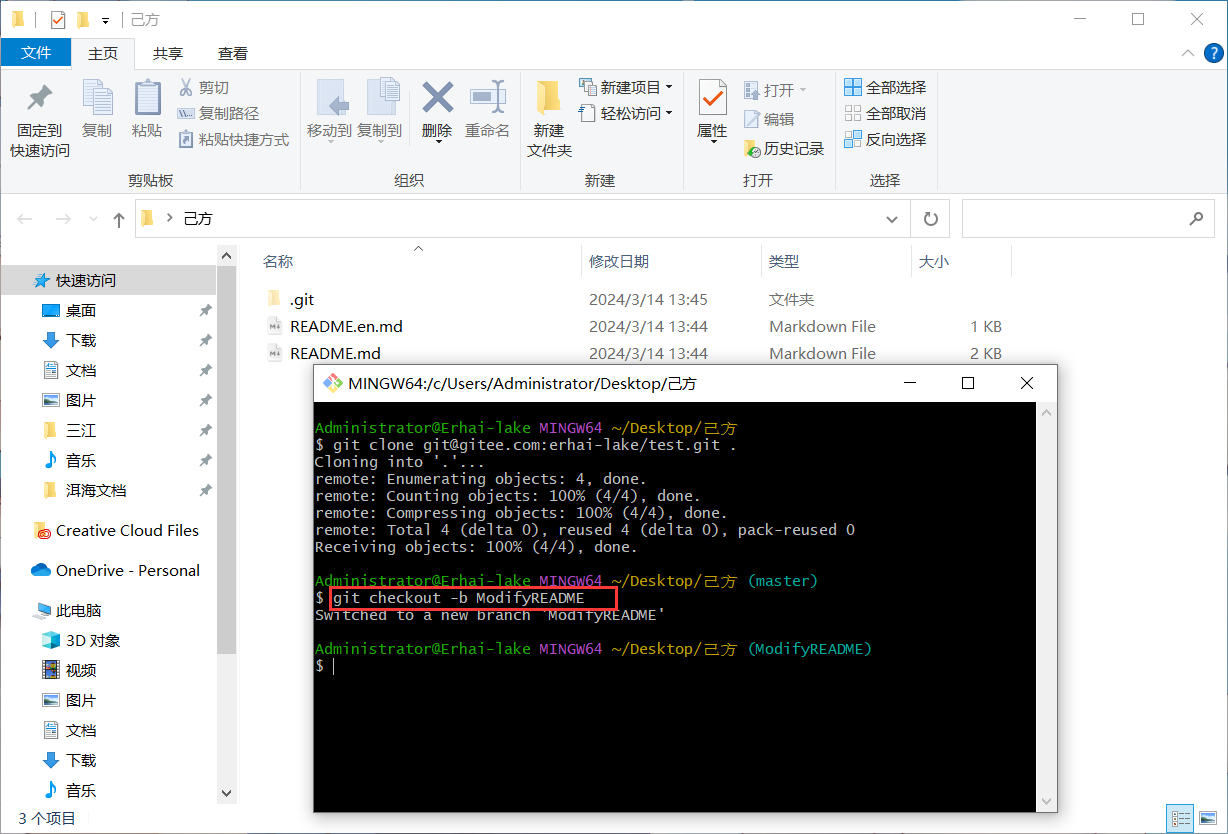 己方
文件 主页 共享 查看
固定到
快速访问
复制
粘贴
剪切
复制路径
粘贴快捷方式
剪贴板
移动到
复制到
删除
重命名
组织
新建
文件夹
新建项目
轻松访问
新建
属性
打开
编辑
历史记录
打开
全部选择
全部取消
反向选择
选择
己方
快速访问
桌面
下载
文档
图片
三江
音乐
洱海文档
Creative Cloud Files
OneDrive - Personal
此电脑
3D 对象
视频
图片
文档
下载
音乐
名称 修改日期 类型 大小
.git 2024/3/14 13:45 文件夹
README.en.md 2024/3/14 13:44 Markdown File 1 KB
README.md 2024/3/14 13:44 Markdown File 2 KB
MINGW64:/c/Users/Administrator/Desktop/己方
Administrator@Erhai-lake MINGW64 ~/Desktop/己方
$ git clone git@gitee.com:erhai-lake/test.git .
Cloning into '.'...
remote: Enumerating objects: 4, done.
remote: Counting objects: 100% (4/4), done.
remote: Compressing objects: 100% (4/4), done.
remote: Total 4 (delta 0), reused 4 (delta 0), pack-reused 0
Receiving objects: 100% (4/4), done.
Administrator@Erhai-lake MINGW64 ~/Desktop/己方 (master)
$ git checkout -b ModifyREADME
Switched to a new branch 'ModifyREADME'
Administrator@Erhai-lake MINGW64 ~/Desktop/己方 (ModifyREADME)
$
3 个项目